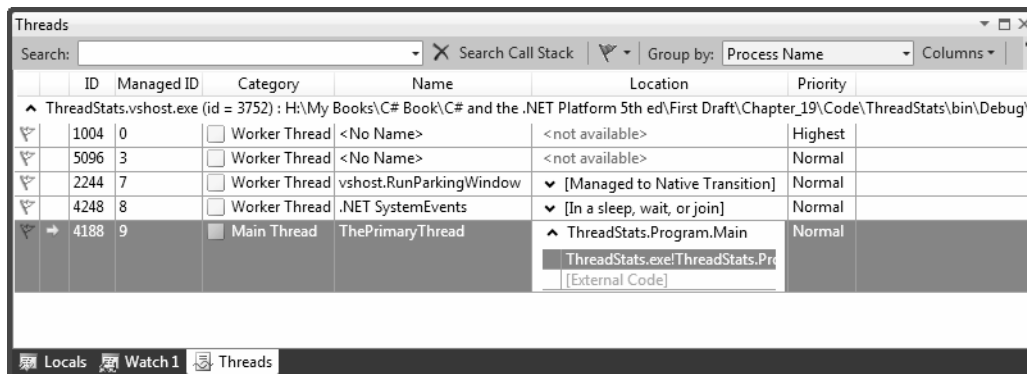 Threads
Search: Search Call Stack Group by: Process Name Columns
ID Managed ID Category Name Location Priority
ThreadStats.vshost.exe (id = 3752) : H:\My Books\C# Book\C# and the .NET Platform 5th ed\First Draft\Chapter_19\Code\ThreadStats\bin\Debug\
1004 0 Worker Thread <No Name> <not available> Highest
5096 3 Worker Thread <No Name> <not available> Normal
2244 7 Worker Thread vshost.RunParkingWindow [Managed to Native Transition] Normal
4248 8 Worker Thread .NET SystemEvents [In a sleep, wait, or join] Normal
4188 9 Main Thread ThePrimaryThread ThreadStats.Program.Main Normal
ThreadStats.exe!ThreadStats.Pro
[External Code]
Locals Watch 1 Threads